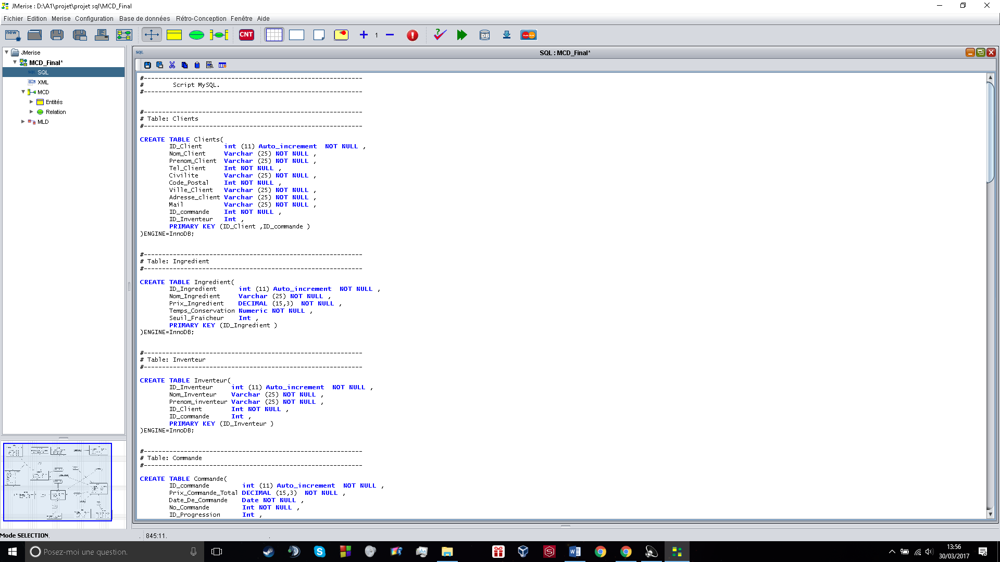 JMerise : D:\A1\projet\projet sql\MCD_Final
Fichier Edition Merise Configuration Base de données Rétro-Conception Fenêtre Aide
new CNT 1 DB
JMerise
MCD_Final*
SQL
XML
MCD
Entités
Relation
MLD
SQL SQL : MCD_Final*
#------------------------------------------------------------
# Script MySQL.
#------------------------------------------------------------
#------------------------------------------------------------
# Table: Clients
#------------------------------------------------------------
CREATE TABLE Clients(
ID_Client int (11) Auto_increment NOT NULL ,
Nom_Client Varchar (25) NOT NULL ,
Prenom_Client Varchar (25) NOT NULL ,
Tel_Client Int NOT NULL ,
Civilite Varchar (25) NOT NULL ,
Code_Postal Int NOT NULL ,
Ville_Client Varchar (25) NOT NULL ,
Adresse_client Varchar (25) NOT NULL ,
Mail Varchar (25) NOT NULL ,
ID_commande Int NOT NULL ,
ID_Inventeur Int ,
PRIMARY KEY (ID_Client ,ID_commande )
)ENGINE=InnoDB;
#------------------------------------------------------------
# Table: Ingredient
#------------------------------------------------------------
CREATE TABLE Ingredient(
ID_Ingredient int (11) Auto_increment NOT NULL ,
Nom_Ingredient Varchar (25) NOT NULL ,
Prix_Ingredient DECIMAL (15,3) NOT NULL ,
Temps_Conservation Numeric NOT NULL ,
Seuil_Fraicheur Int ,
PRIMARY KEY (ID_Ingredient )
)ENGINE=InnoDB;
#------------------------------------------------------------
# Table: Inventeur
#------------------------------------------------------------
CREATE TABLE Inventeur(
ID_Inventeur int (11) Auto_increment NOT NULL ,
Nom_Inventeur Varchar (25) NOT NULL ,
Prenom_inventeur Varchar (25) NOT NULL ,
ID_Client Int NOT NULL ,
ID_commande Int ,
PRIMARY KEY (ID_Inventeur )
)ENGINE=InnoDB;
#------------------------------------------------------------
# Table: Commande
#------------------------------------------------------------
CREATE TABLE Commande(
ID_commande int (11) Auto_increment NOT NULL ,
Prix_Commande_Total DECIMAL (15,3) NOT NULL ,
Date_De_Commande Date NOT NULL ,
No_Commande Int NOT NULL ,
ID_Progression Int ,
Mode SELECTION. . 845:11. .
Posez-moi une question.
13:56
30/03/2017